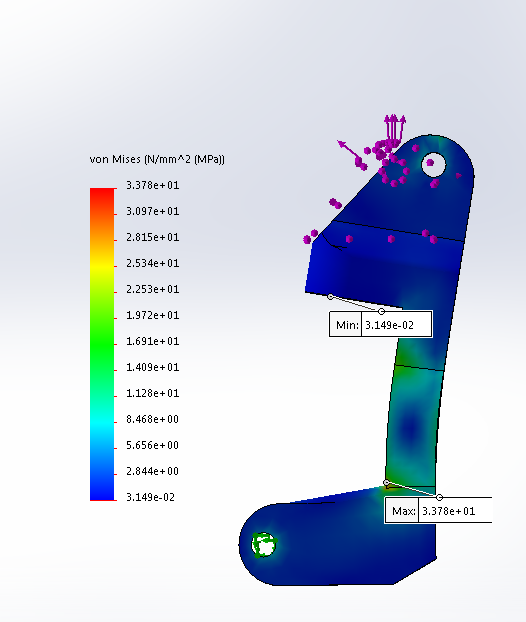 von Mises (N/mm^2 (MPa))
3.378e+01
3.097e+01
2.815e+01
2.534e+01
2.253e+01
1.972e+01
1.691e+01
1.409e+01
1.128e+01
8.468e+00
5.656e+00
2.844e+00
3.149e-02
Min: 3.149e-02
Max: 3.378e+01